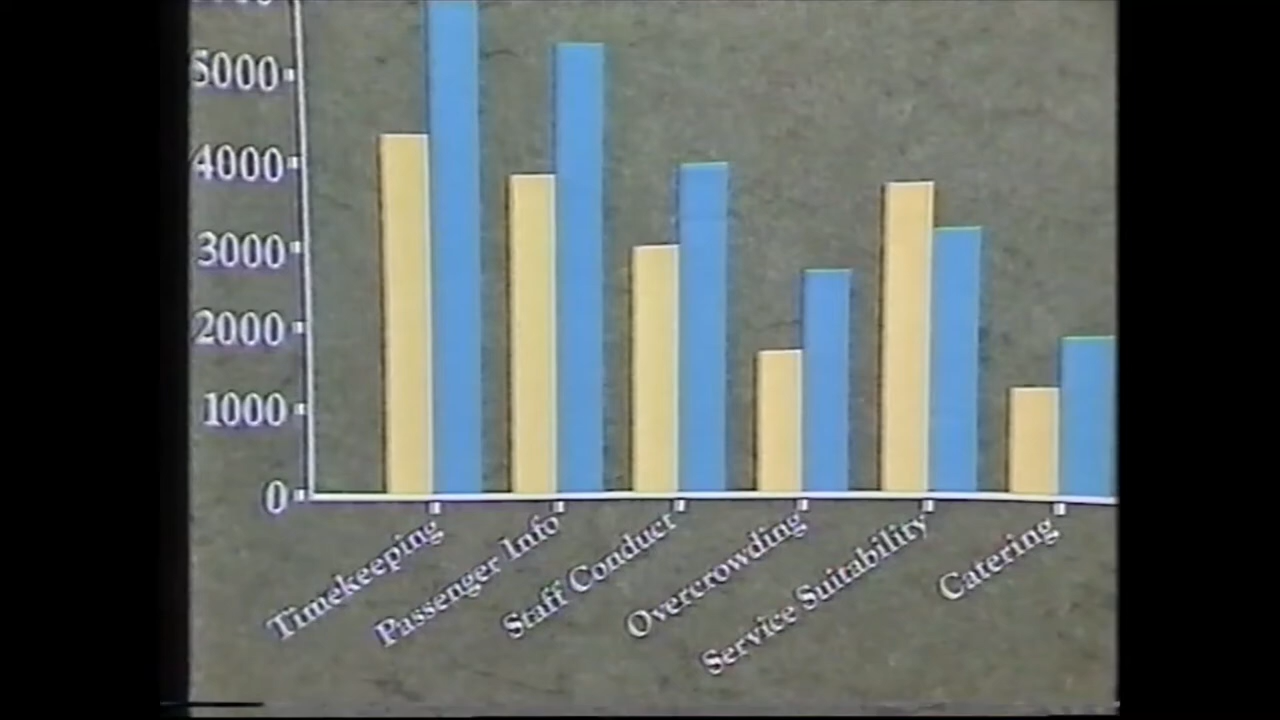 5000
4000
3000
2000
1000
0
Timekeeping
Passenger Info
Staff Conduct
Overcrowding
Service Suitability
Catering